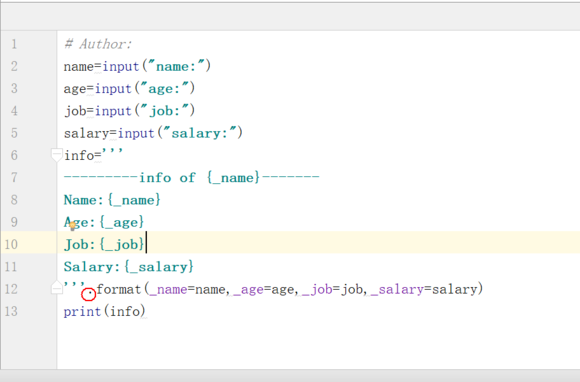 1 # Author:
2 name=input("name:")
3 age=input("age:")
4 job=input("job:")
5 salary=input("salary:")
6 info='''
7 ---------info of {_name}-------
8 Name:{_name}
9 Age:{_age}
10 Job:{_job}
11 Salary:{_salary}
12 '''.format(_name=name,_age=age,_job=job,_salary=salary)
13 print(info)